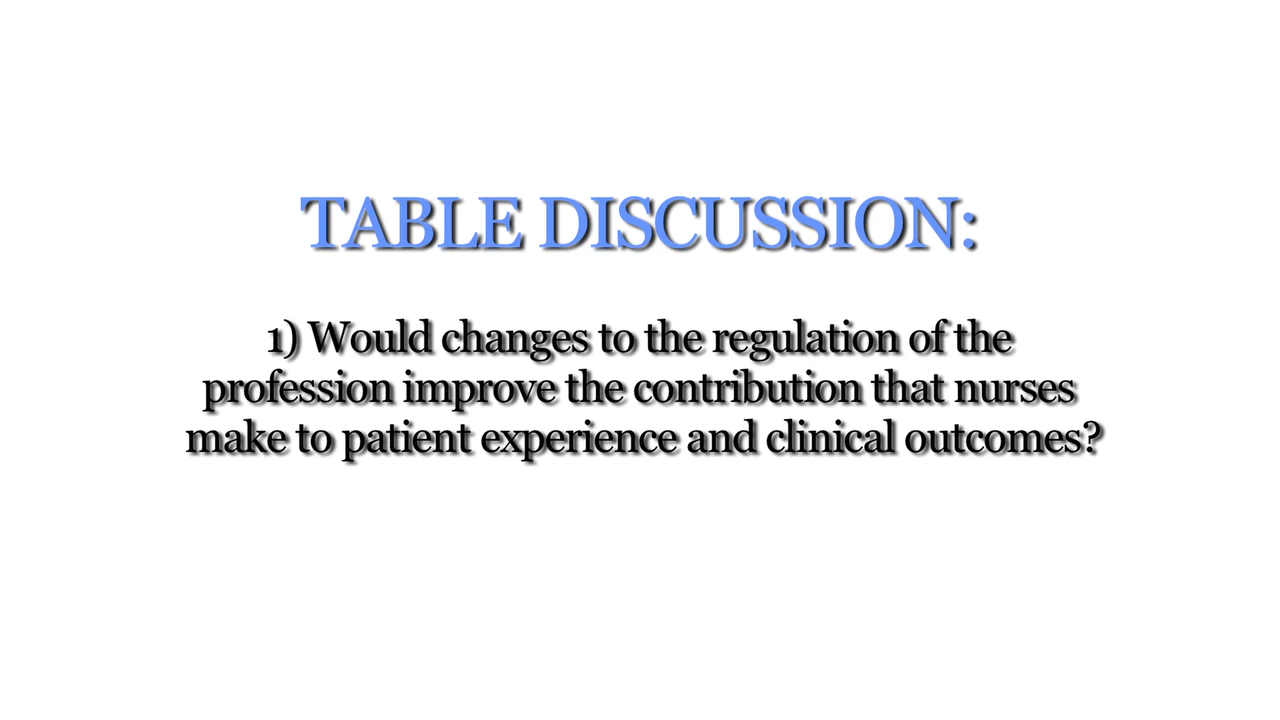 TABLE DISCUSSION:
1) Would changes to the regulation of the
profession improve the contribution that nurses
make to patient experience and clinical outcomes?